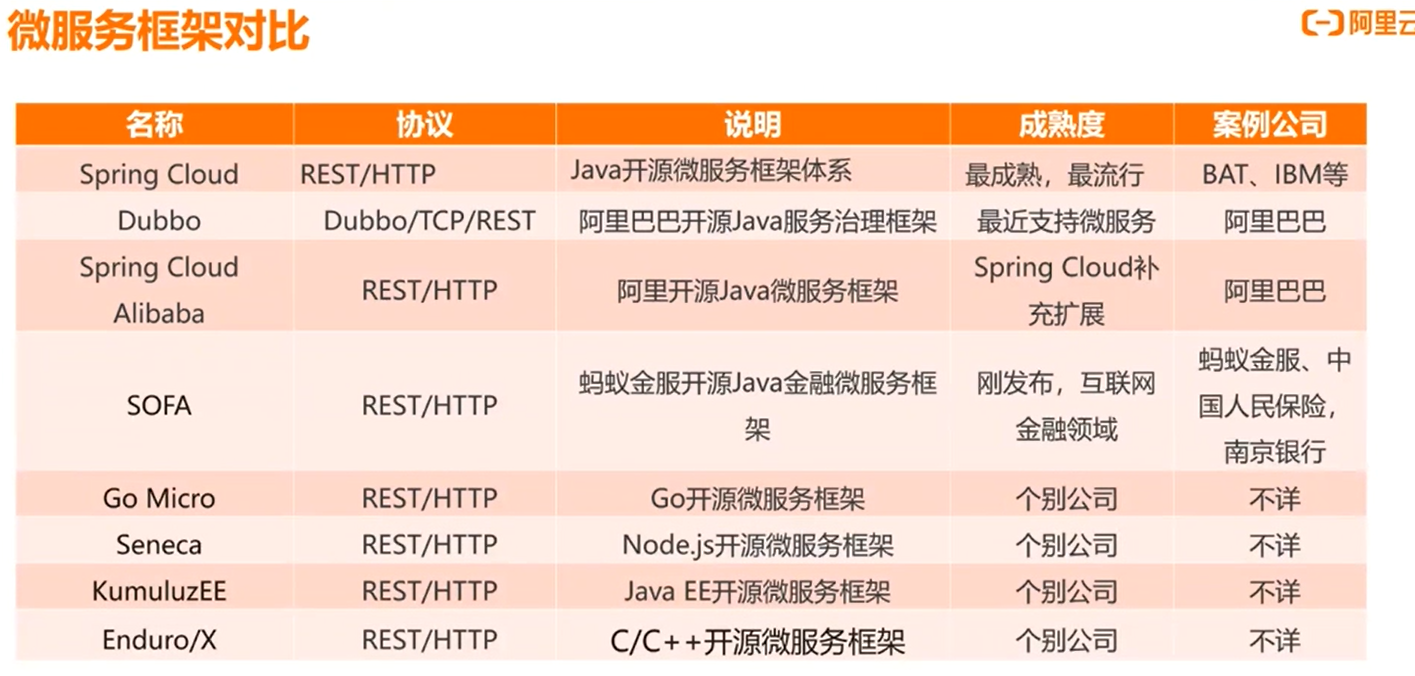 微服务框架对比
阿里云
名称 协议 说明 成熟度 案例公司
Spring Cloud REST/HTTP Java开源微服务框架体系 最成熟，最流行 BAT、IBM等
Dubbo Dubbo/TCP/REST 阿里巴巴开源Java服务治理框架 最近支持微服务 阿里巴巴
Spring Cloud
Alibaba
REST/HTTP
阿里开源Java微服务框架
Spring Cloud补
充扩展
阿里巴巴
SOFA
REST/HTTP
蚂蚁金服开源Java金融微服务框
架
刚发布，互联网
金融领域
蚂蚁金服、中
国人民保险，
南京银行
Go Micro REST/HTTP Go开源微服务框架 个别公司 不详
Seneca REST/HTTP Node.js开源微服务框架 个别公司 不详
KumuluzEE REST/HTTP Java EE开源微服务框架 个别公司 不详
Enduro/X REST/HTTP C/C++开源微服务框架 个别公司 不详